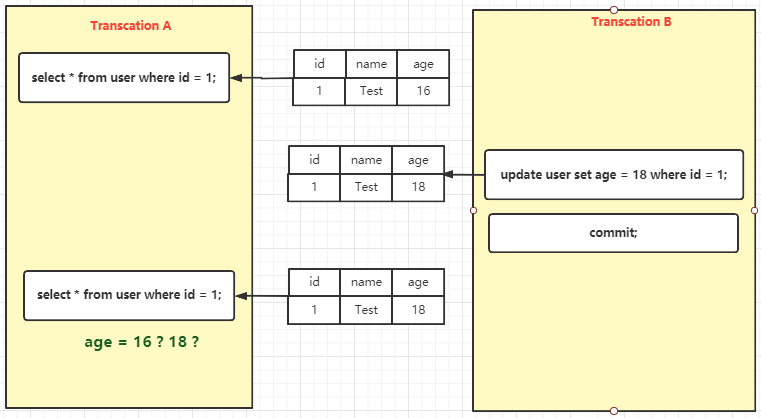 Transcation A
Transcation B
select * from user where id = 1;
id name age
1 Test 16
id name age
1 Test 18
update user set age = 18 where id = 1;
commit;
select * from user where id = 1;
id name age
1 Test 18
age = 16 ? 18 ?